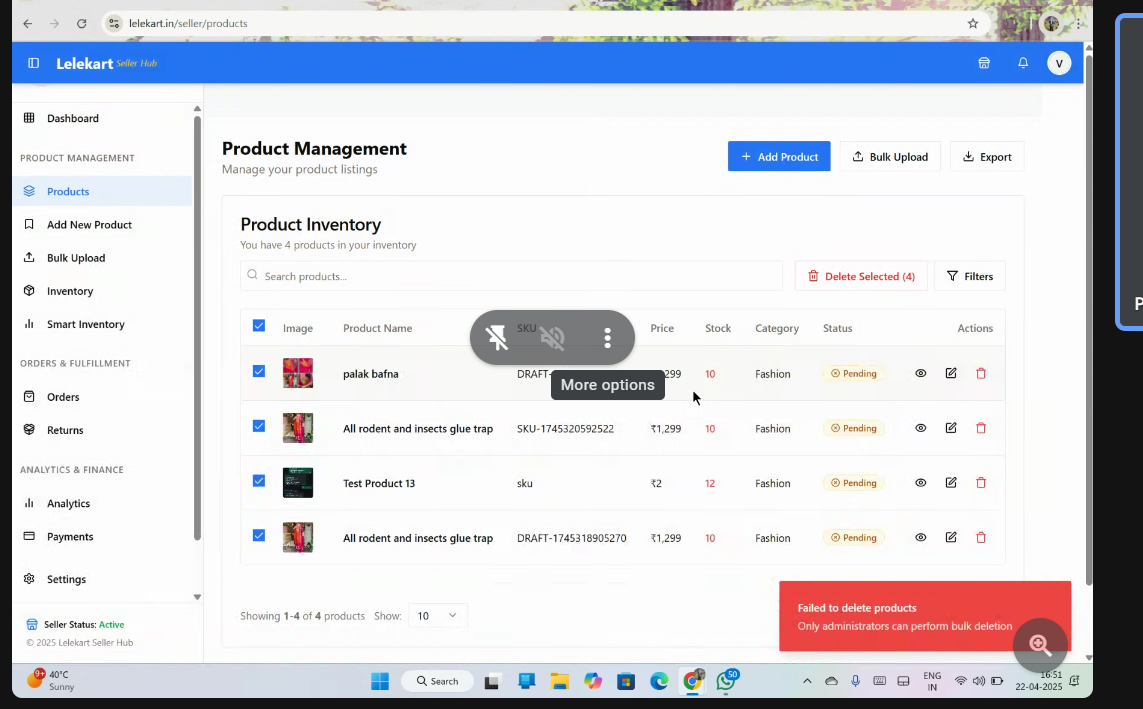 lelekart.in/seller/products
Lelekart Seller Hub
V
Dashboard
PRODUCT MANAGEMENT
Products
Add New Product
Bulk Upload
Inventory
Smart Inventory
ORDERS & FULFILLMENT
Orders
Returns
ANALYTICS & FINANCE
Analytics
Payments
Settings
Seller Status: Active
© 2025 Lelekart Seller Hub
Product Management
Manage your product listings
+ Add Product
Bulk Upload
Export
Product Inventory
You have 4 products in your inventory
Search products...
Delete Selected (4)
Filters
Image Product Name SKU Price Stock Category Status Actions
palak bafna DRAFT- 299 10 Fashion Pending
More options
All rodent and insects glue trap SKU-1745320592522 ₹1,299 10 Fashion Pending
Test Product 13 sku ₹2 12 Fashion Pending
All rodent and insects glue trap DRAFT-1745318905270 ₹1,299 10 Fashion Pending
Showing 1-4 of 4 products Show: 10
Failed to delete products
Only administrators can perform bulk deletion
P
9+ 40°C
Sunny
Search
50
ENG
IN
16:51
22-04-2025